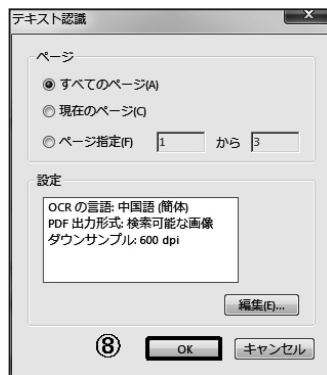 テキスト認識
ページ
すべてのページ(A)
現在のページ(C)
ページ指定(F) 1 から 3
設定
OCR の言語: 中国語 (簡体)
PDF 出力形式: 検索可能な画像
ダウンサンプル: 600 dpi
編集(E)...
⑧ OK キャンセル